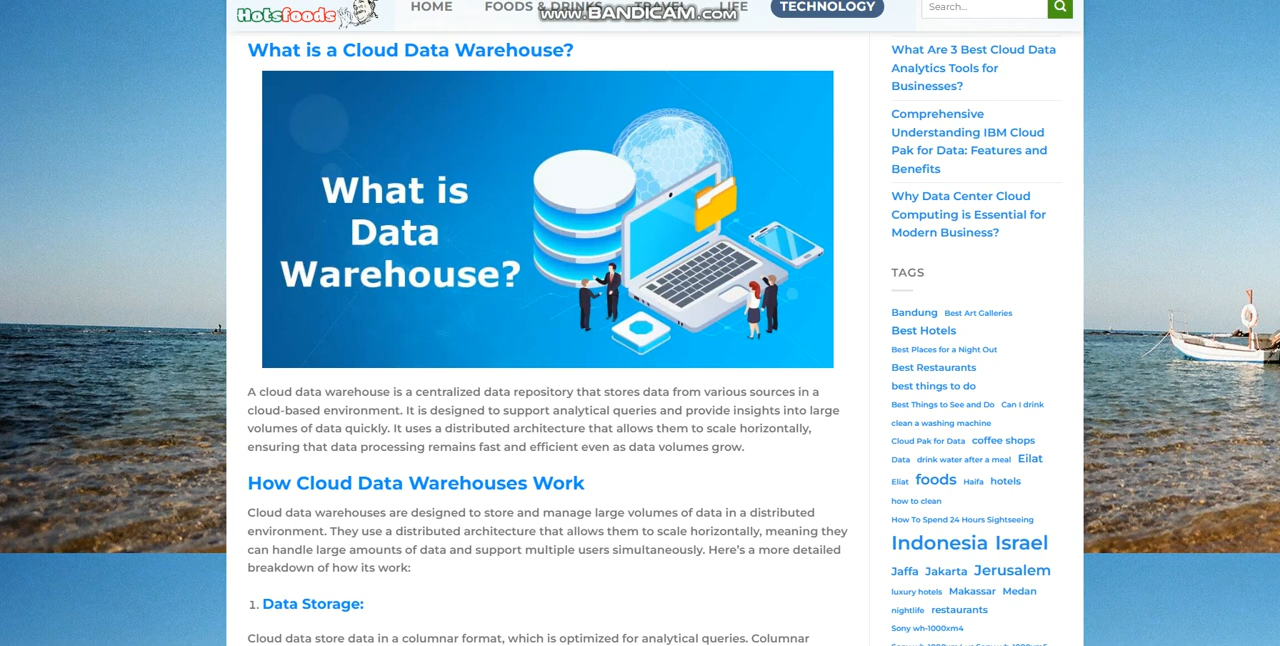 Hotsfoods
HOME
FOODS & DRINKS
TRAVEL
LIFE
TECHNOLOGY
Search...
www.BANDICAM.com
What is a Cloud Data Warehouse?
What is
Data
Warehouse?
A cloud data warehouse is a centralized data repository that stores data from various sources in a
cloud-based environment. It is designed to support analytical queries and provide insights into large
volumes of data quickly. It uses a distributed architecture that allows them to scale horizontally,
ensuring that data processing remains fast and efficient even as data volumes grow.
How Cloud Data Warehouses Work
Cloud data warehouses are designed to store and manage large volumes of data in a distributed
environment. They use a distributed architecture that allows them to scale horizontally, meaning they
can handle large amounts of data and support multiple users simultaneously. Here’s a more detailed
breakdown of how its work:
1. Data Storage:
Cloud data store data in a columnar format, which is optimized for analytical queries. Columnar
What Are 3 Best Cloud Data
Analytics Tools for
Businesses?
Comprehensive
Understanding IBM Cloud
Pak for Data: Features and
Benefits
Why Data Center Cloud
Computing is Essential for
Modern Business?
TAGS
Bandung Best Art Galleries
Best Hotels
Best Places for a Night Out
Best Restaurants
best things to do
Best Things to See and Do Can I drink
clean a washing machine
Cloud Pak for Data coffee shops
Data drink water after a meal Eilat
Eliat foods Haifa hotels
how to clean
How To Spend 24 Hours Sightseeing
Indonesia Israel
Jaffa Jakarta Jerusalem
luxury hotels Makassar Medan
nightlife restaurants
Sony wh-1000xm4